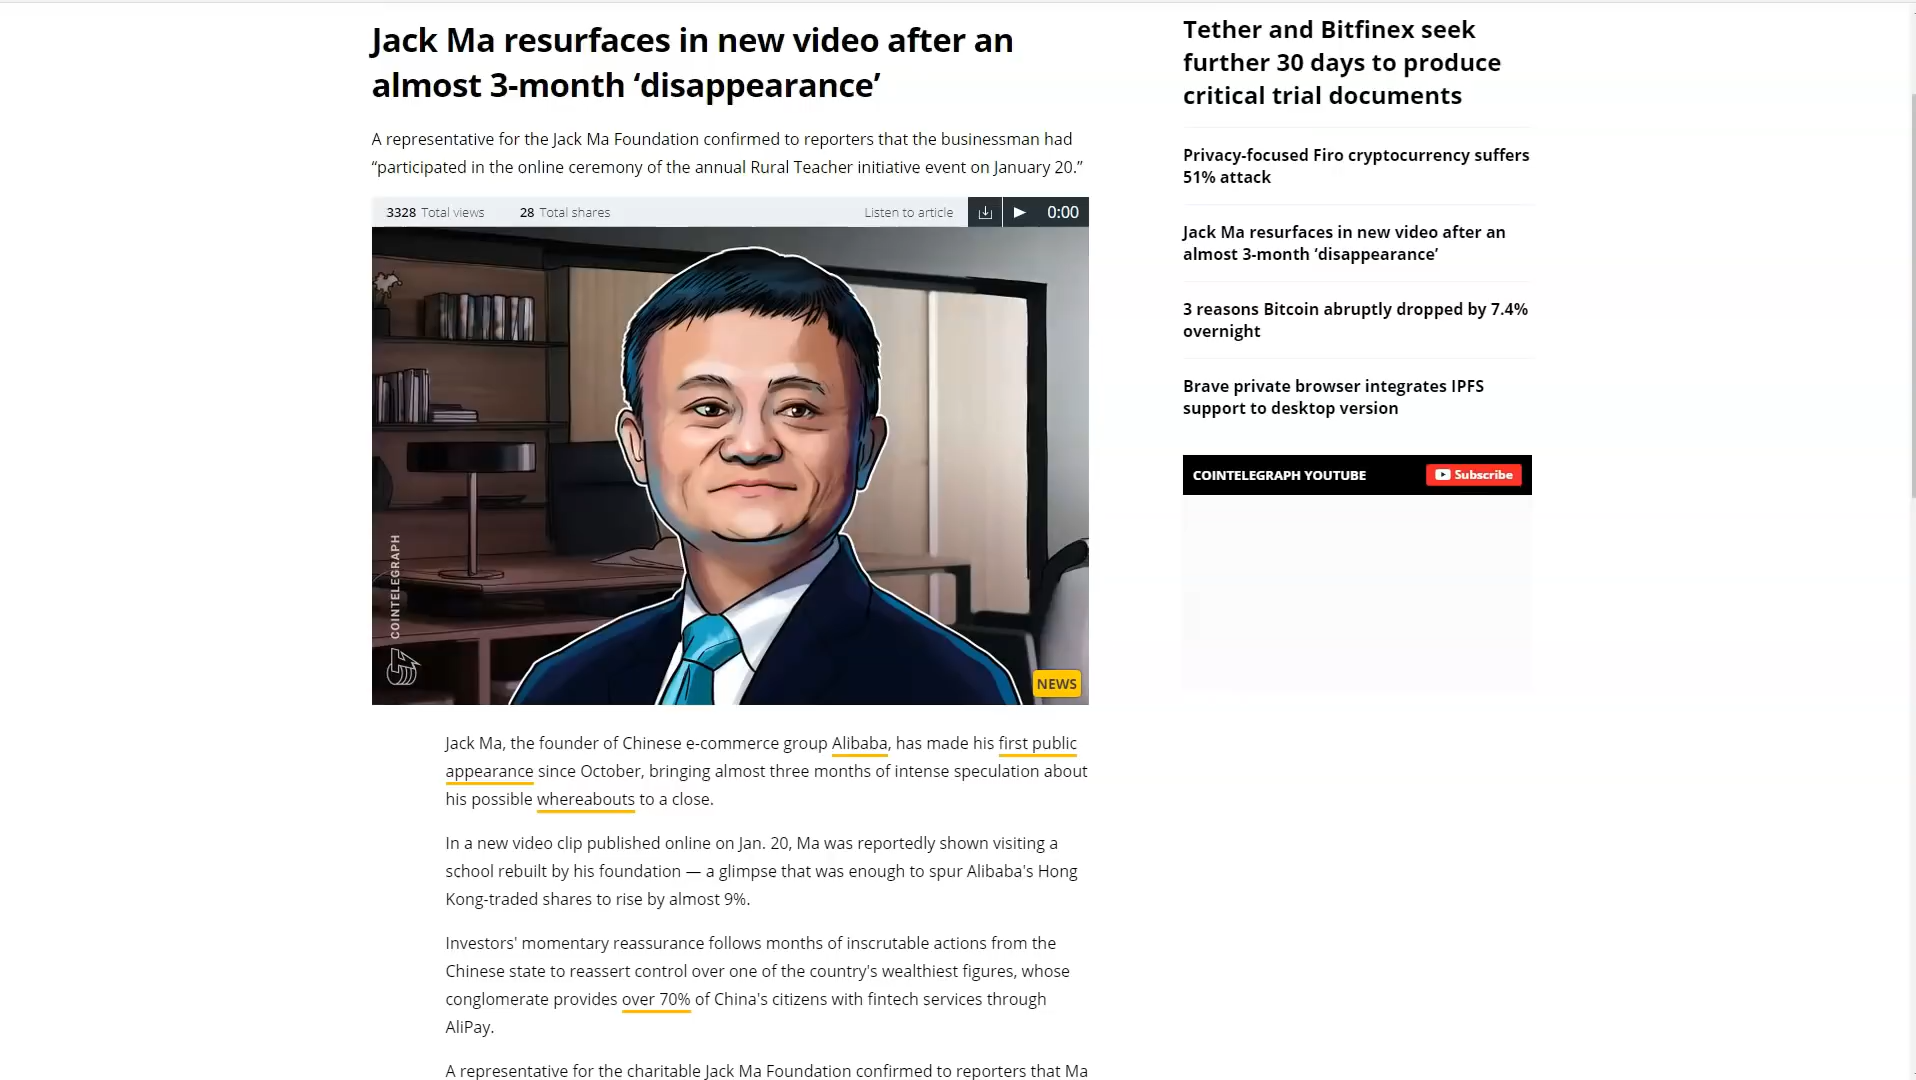 Jack Ma resurfaces in new video after an
almost 3-month ‘disappearance’
A representative for the Jack Ma Foundation confirmed to reporters that the businessman had
“participated in the online ceremony of the annual Rural Teacher initiative event on January 20.”
3328 Total views 28 Total shares Listen to article 0:00
COINTELEGRAPH
NEWS
Jack Ma, the founder of Chinese e-commerce group Alibaba, has made his first public
appearance since October, bringing almost three months of intense speculation about
his possible whereabouts to a close.
In a new video clip published online on Jan. 20, Ma was reportedly shown visiting a
school rebuilt by his foundation — a glimpse that was enough to spur Alibaba's Hong
Kong-traded shares to rise by almost 9%.
Investors' momentary reassurance follows months of inscrutable actions from the
Chinese state to reassert control over one of the country's wealthiest figures, whose
conglomerate provides over 70% of China's citizens with fintech services through
AliPay.
A representative for the charitable Jack Ma Foundation confirmed to reporters that Ma
Tether and Bitfinex seek
further 30 days to produce
critical trial documents
Privacy-focused Firo cryptocurrency suffers
51% attack
Jack Ma resurfaces in new video after an
almost 3-month ‘disappearance’
3 reasons Bitcoin abruptly dropped by 7.4%
overnight
Brave private browser integrates IPFS
support to desktop version
COINTELEGRAPH YOUTUBE Subscribe